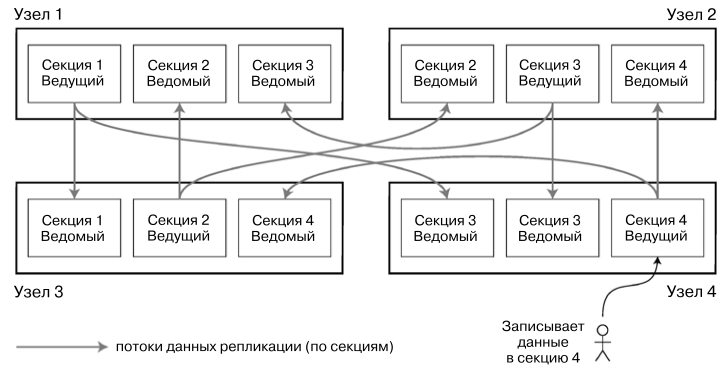 Узел 1
Узел 2
Секция 1
Ведущий
Секция 2
Ведомый
Секция 3
Ведомый
Секция 2
Ведомый
Секция 3
Ведущий
Секция 4
Ведомый
Секция 1
Ведомый
Секция 2
Ведущий
Секция 4
Ведомый
Секция 3
Ведомый
Секция 3
Ведомый
Секция 4
Ведущий
Узел 3
Узел 4
Записывает
данные
в секцию 4
потоки данных репликации (по секциям)